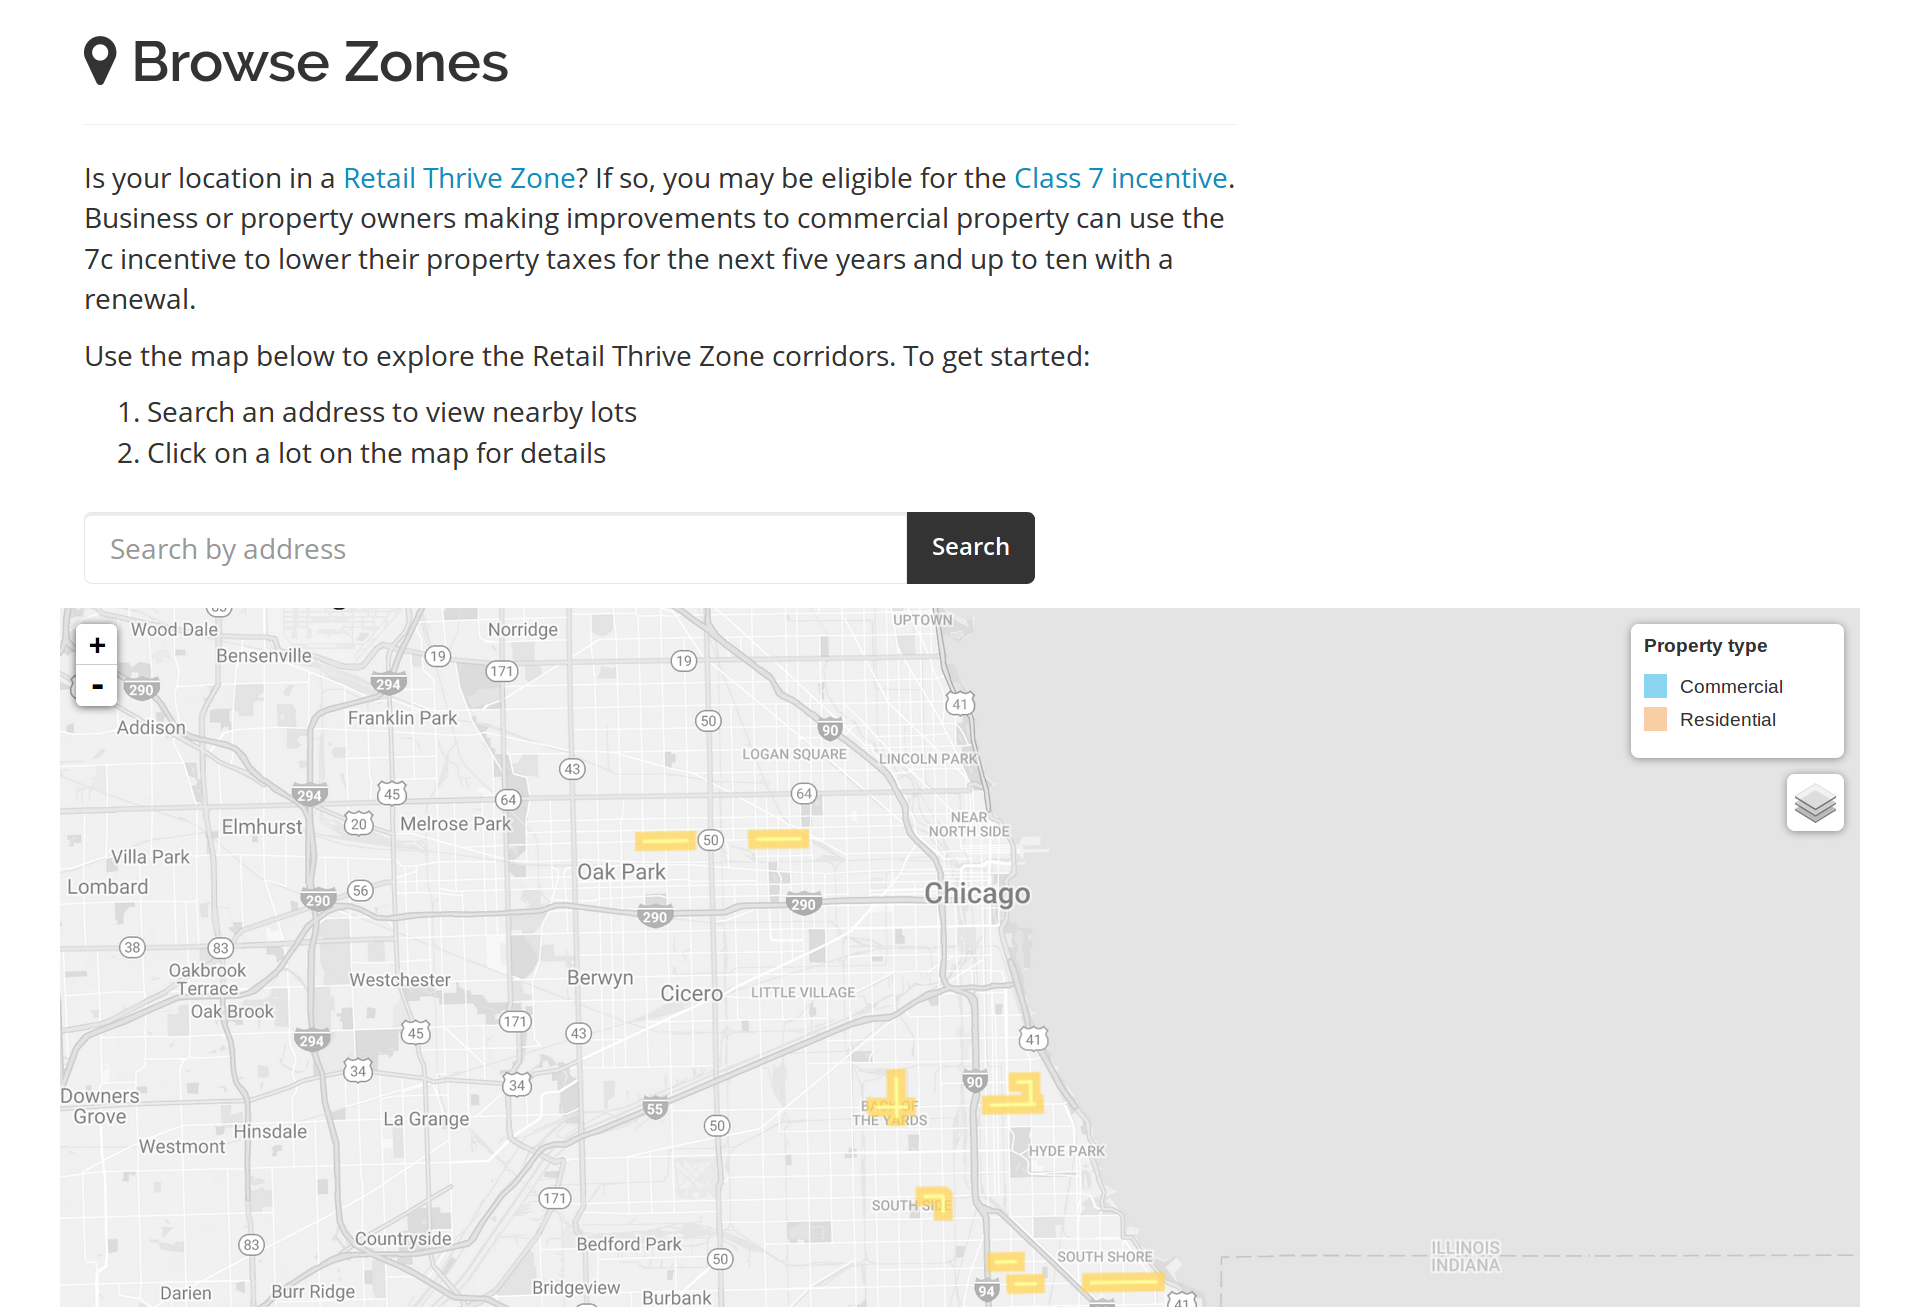 Browse Zones
Is your location in a Retail Thrive Zone? If so, you may be eligible for the Class 7 incentive.
Business or property owners making improvements to commercial property can use the
7c incentive to lower their property taxes for the next five years and up to ten with a
renewal.
Use the map below to explore the Retail Thrive Zone corridors. To get started:
1. Search an address to view nearby lots
2. Click on a lot on the map for details
Search by address
Search
+
-
Property type
Commercial
Residential
Wood Dale
Norridge
UPTOWN
Bensenville
19
171
19
290
294
Franklin Park
Addison
50
90
41
LOGAN SQUARE
LINCOLN PARK
43
294
45
64
64
Elmhurst
20
Melrose Park
NEAR
NORTH SIDE
50
Villa Park
Oak Park
Lombard
56
290
290
290
Chicago
38
83
Oakbrook
Terrace
Westchester
Berwyn
Cicero
LITTLE VILLAGE
Oak Brook
171
45
43
294
41
34
34
90
Downers
Grove
55
BACK OF
THE YARDS
La Grange
50
Hinsdale
Westmont
HYDE PARK
171
SOUTH SIDE
83
Countryside
Bedford Park
50
SOUTH SHORE
ILLINOIS
INDIANA
Darien
Burr Ridge
Bridgeview
Burbank
94
41